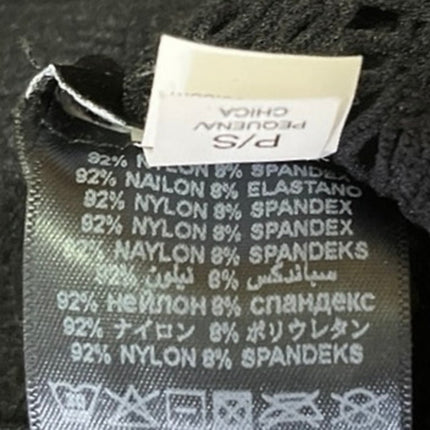 P/S
PEQUENA/
CHICA
92% NYLON 8% SPANDEX
92% NAILON 8% ELASTANO
92% NYLON 8% SPANDEX
92% NYLON 8% SPANDEX
92% NAYLON 8% SPANDEKS
92% نيلون 8% سباندكس
92% нейлон 8% спандекс
92% ナイロン 8% ポリウレタン
92% NYLON 8% SPANDEKS